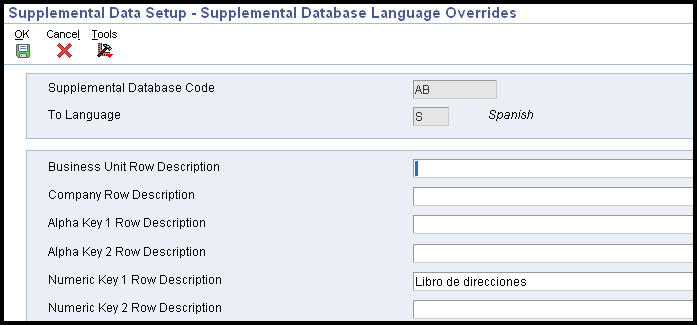 Supplemental Data Setup - Supplemental Database Language Overrides
OK Cancel Tools
Supplemental Database Code AB
To Language S Spanish
Business Unit Row Description
Company Row Description
Alpha Key 1 Row Description
Alpha Key 2 Row Description
Numeric Key 1 Row Description Libro de direcciones
Numeric Key 2 Row Description